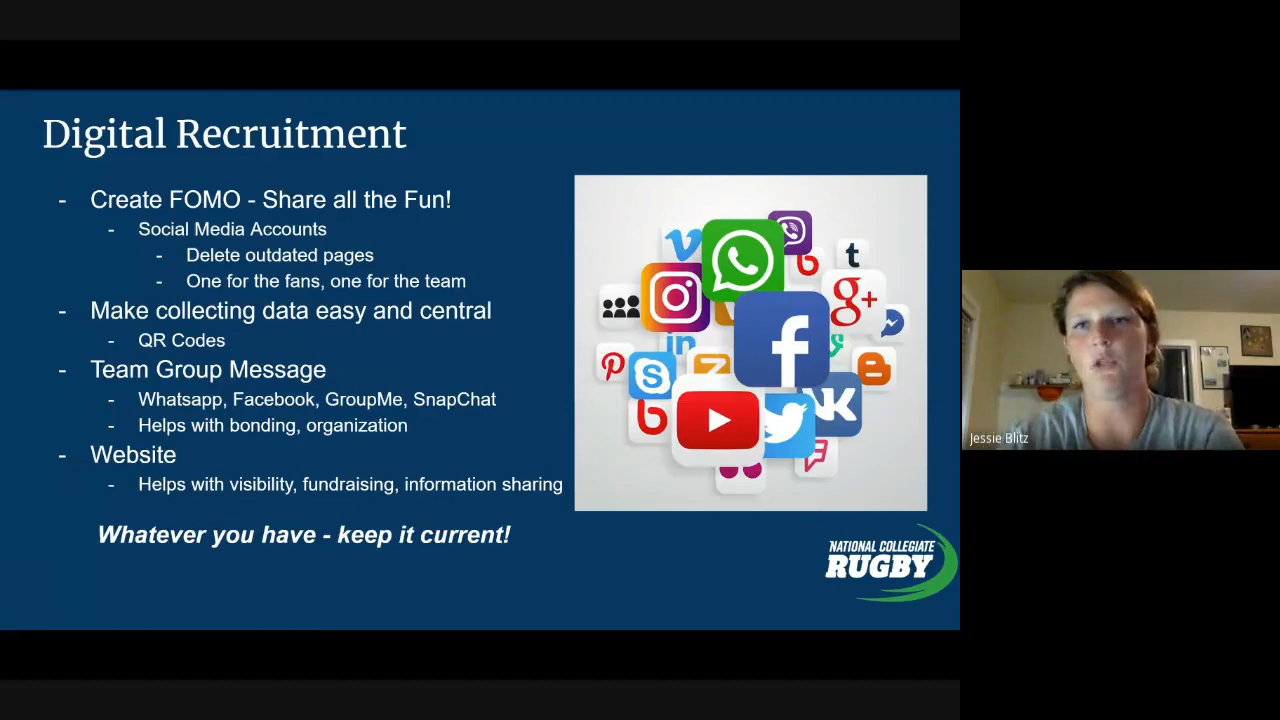 Digital Recruitment
- Create FOMO - Share all the Fun!
- Social Media Accounts
- Delete outdated pages
- One for the fans, one for the team
- Make collecting data easy and central
- QR Codes
- Team Group Message
- Whatsapp, Facebook, GroupMe, SnapChat
- Helps with bonding, organization
- Website
- Helps with visibility, fundraising, information sharing
Whatever you have - keep it current!
NATIONAL COLLEGIATE
RUGBY
Jessie Blitz